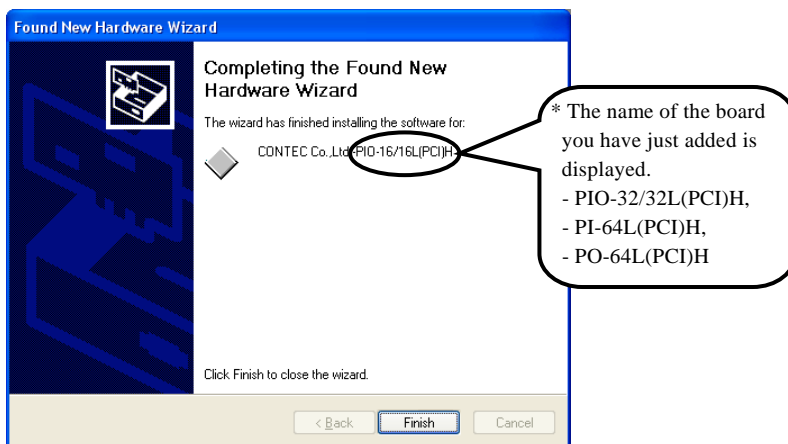 Found New Hardware Wizard
Completing the Found New
Hardware Wizard
The wizard has finished installing the software for:
CONTEC Co.,Ltd PIO-16/16L(PCI)H
Click Finish to close the wizard.
< Back
Finish
Cancel
* The name of the board
you have just added is
displayed.
- PIO-32/32L(PCI)H,
- PI-64L(PCI)H,
- PO-64L(PCI)H